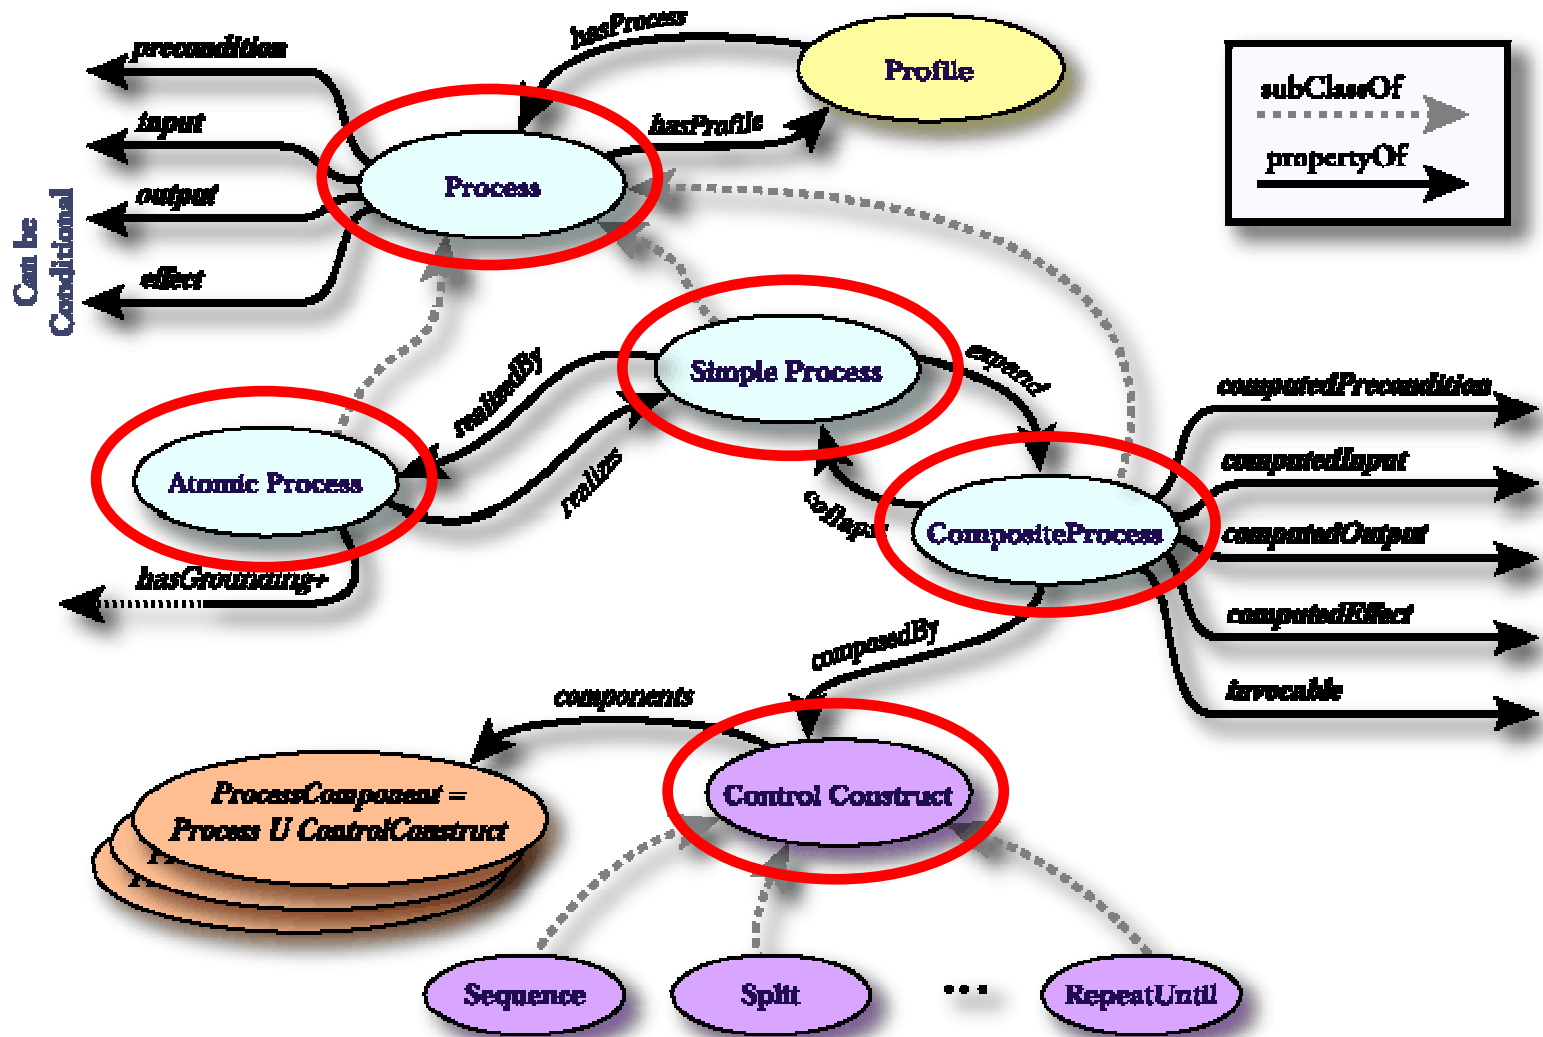 hasProcess
precondition
Profile
subClassOf
input
hasProfile
propertyOf
Process
output
Can be
Conditional
effect
realizedBy
Simple Process
expand
computedPrecondition
Atomic Process
realizes
computedInput
collapse
CompositeProcess
computedOutput
hasGrounding+
computedEffect
composedBy
invocable
components
ProcessComponent =
Process U ControlConstruct
Control Construct
Sequence
Split
...
RepeatUntil